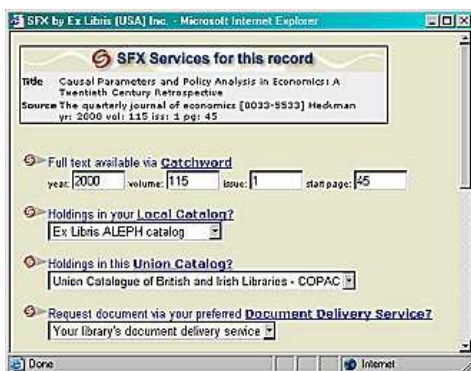 SFX by Ex Libris (USA) Inc. - Microsoft Internet Explorer
SFX Services for this record
Title Causal Parameters and Policy Analysis in Economics: A
Twentieth Century Retrospective
Source The quarterly journal of economics [0033-5533] Heckman
yr: 2000 vol: 115 iss: 1 pg: 45
Full text available via Catchword
year: 2000 volume: 115 issue: 1 start page: 45
Holdings in your Local Catalog?
Ex Libris ALEPH catalog
Holdings in this Union Catalog?
Union Catalogue of British and Irish Libraries - COPAC
Request document via your preferred Document Delivery Service?
Your library's document delivery service
Done Internet